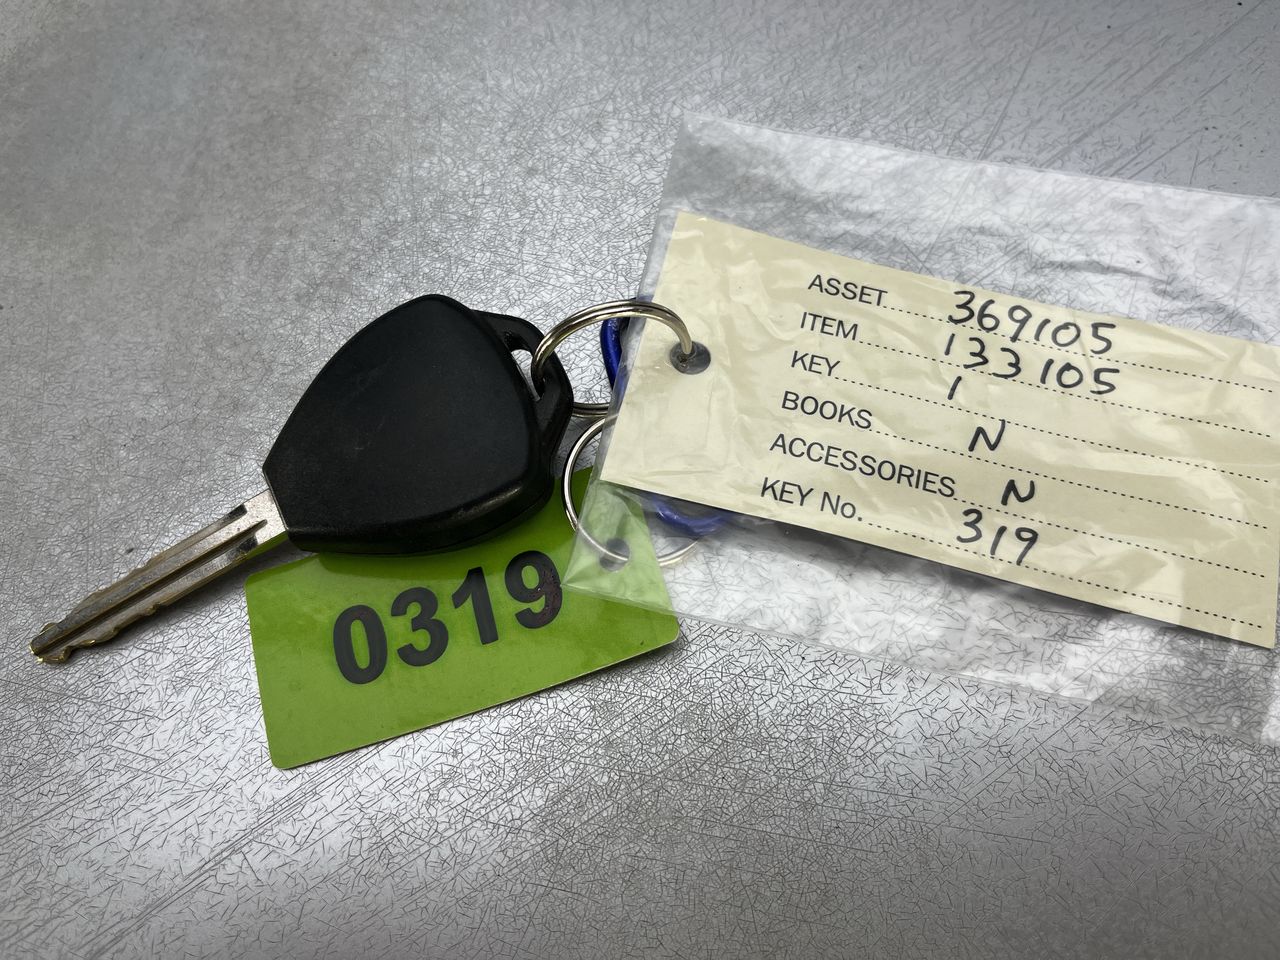 ASSET 369105
ITEM 133105
KEY 1
BOOKS N
ACCESSORIES N
KEY No. 319
0319